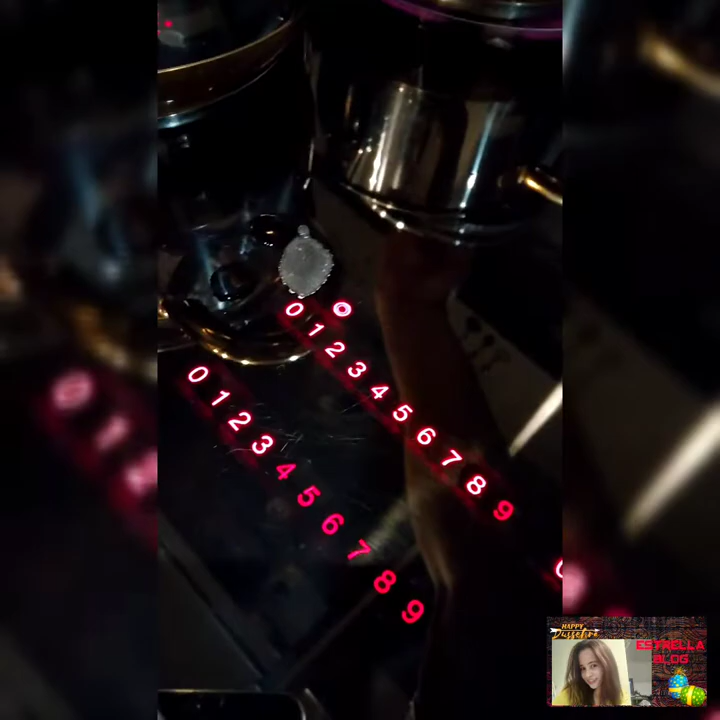 0 1 2 3 4 5 6 7 8 9
0 1 2 3 4 5 6 7 8 9
HAPPY
Dussehra
ESTRELLA
BLOG